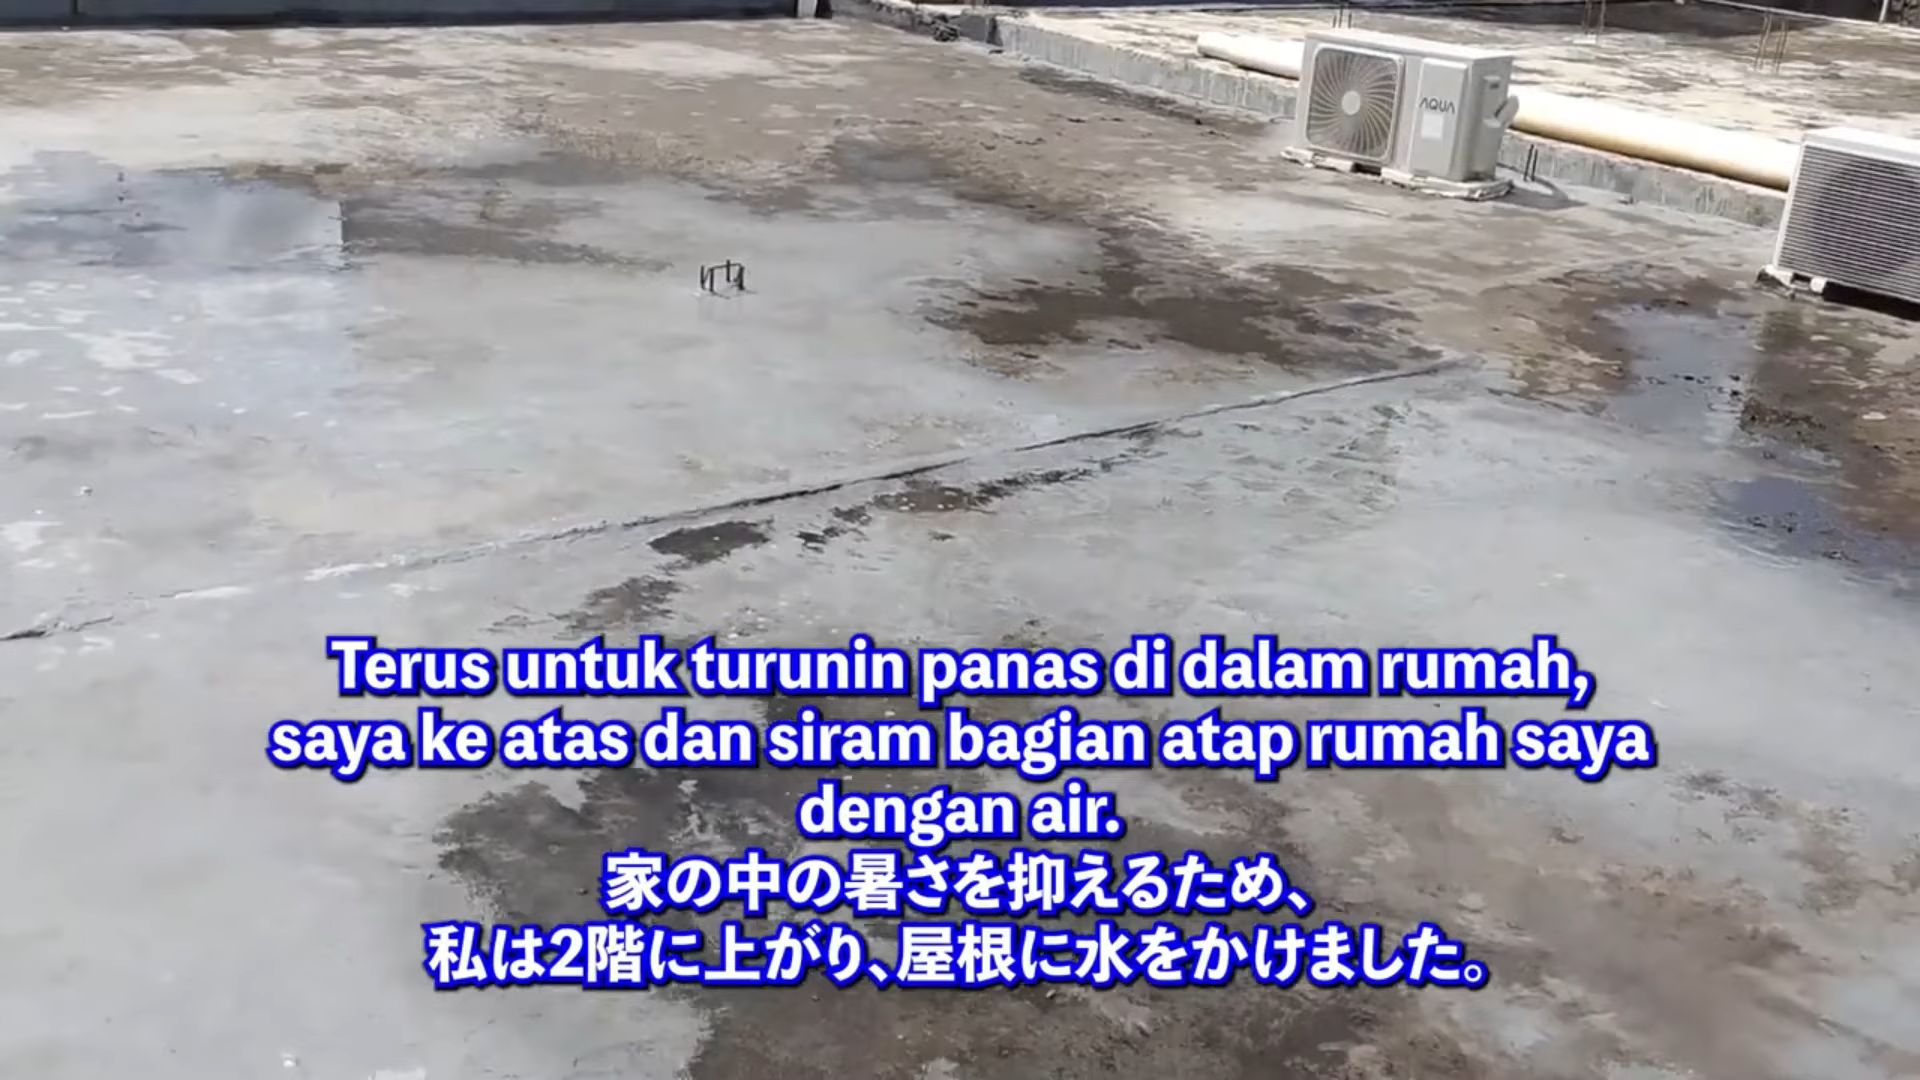 AQUA
Terus untuk turunin panas di dalam rumah,
saya ke atas dan siram bagian atap rumah saya
dengan air.
家の中の暑さを抑えるため、
私は2階に上がり、屋根に水をかけました。